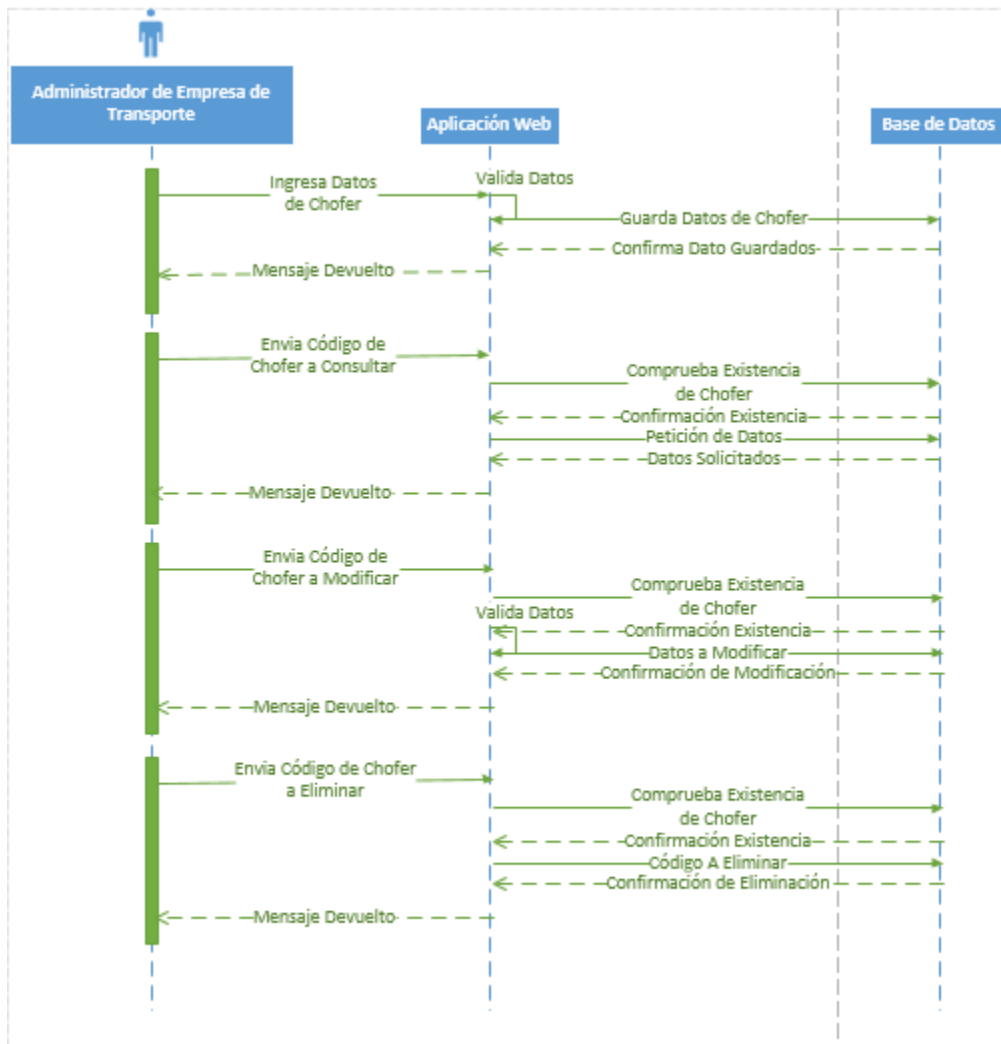 Administrador de Empresa de
Transporte
Aplicación Web
Base de Datos
Ingresa Datos
de Chofer
Valida Datos
Guarda Datos de Chofer
Confirma Dato Guardados
Mensaje Devuelto
Envia Código de
Chofer a Consultar
Comprueba Existencia
de Chofer
Confirmación Existencia
Petición de Datos
Datos Solicitados
Mensaje Devuelto
Envia Código de
Chofer a Modificar
Comprueba Existencia
de Chofer
Valida Datos
Confirmación Existencia
Datos a Modificar
Confirmación de Modificación
Mensaje Devuelto
Envia Código de Chofer
a Eliminar
Comprueba Existencia
de Chofer
Confirmación Existencia
Código A Eliminar
Confirmación de Eliminación
Mensaje Devuelto